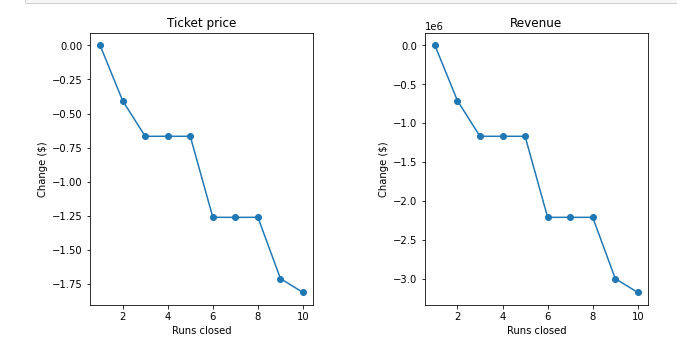 Ticket price
0.00
−0.25
−0.50
−0.75
−1.00
−1.25
−1.50
−1.75
Change ($)
2 4 6 8 10
Runs closed
Revenue
1e6
0.0
−0.5
−1.0
−1.5
−2.0
−2.5
−3.0
Change ($)
2 4 6 8 10
Runs closed